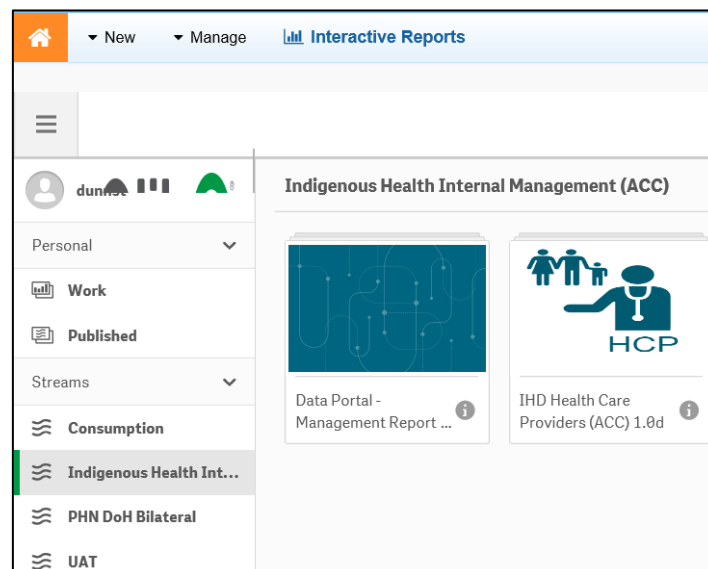 New
Manage
Interactive Reports
Indigenous Health Internal Management (ACC)
Personal
Work
Published
Streams
Consumption
Indigenous Health Int...
PHN DoH Bilateral
UAT
HCP
Data Portal -
Management Report ...
IHD Health Care
Providers (ACC) 1.0d